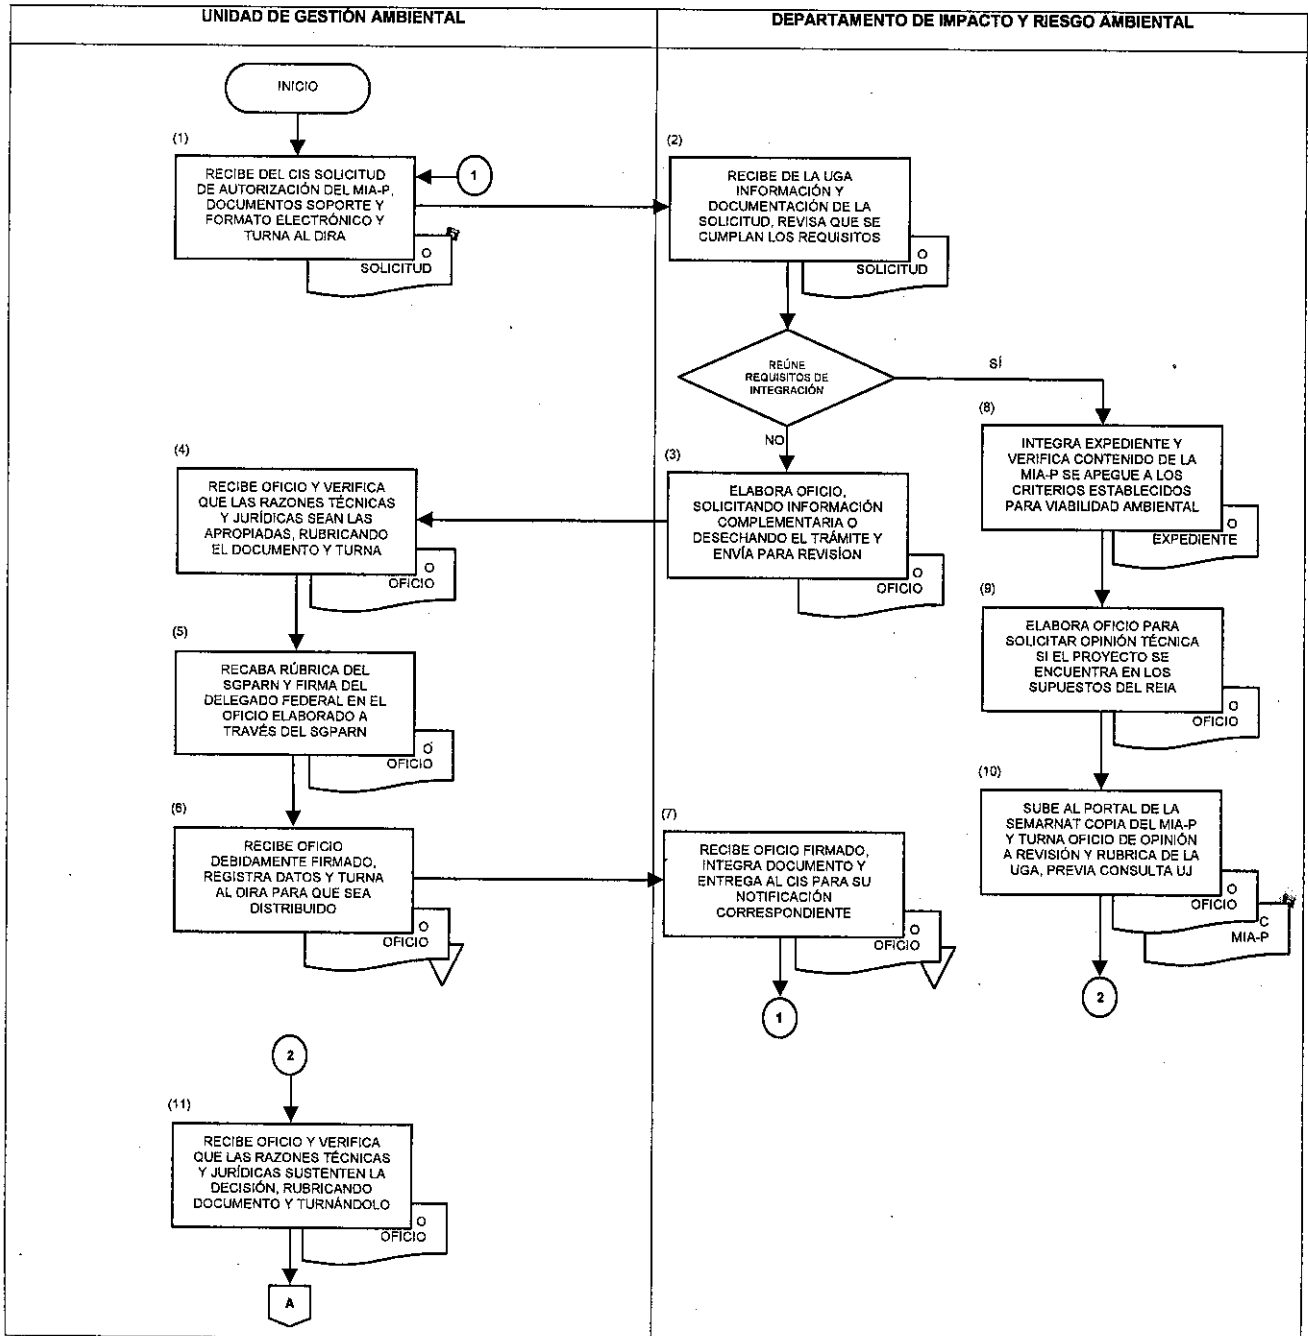 UNIDAD DE GESTIÓN AMBIENTAL
DEPARTAMENTO DE IMPACTO Y RIESGO AMBIENTAL
INICIO
(1)
RECIBE DEL CIS SOLICITUD
DE AUTORIZACIÓN DEL MIA-P,
DOCUMENTOS SOPORTE Y
FORMATO ELECTRÓNICO Y
TURNA AL DIRA
O
SOLICITUD
1
(2)
RECIBE DE LA UGA
INFORMACIÓN Y
DOCUMENTACIÓN DE LA
SOLICITUD, REVISA QUE SE
CUMPLAN LOS REQUISITOS
O
SOLICITUD
REÚNE
REQUISITOS DE
INTEGRACIÓN
SÍ
NO
(3)
ELABORA OFICIO,
SOLICITANDO INFORMACIÓN
COMPLEMENTARIA O
DESECHANDO EL TRÁMITE Y
ENVÍA PARA REVISÍON
O
OFICIO
(4)
RECIBE OFICIO Y VERIFICA
QUE LAS RAZONES TÉCNICAS
Y JURÍDICAS SEAN LAS
APROPIADAS, RUBRICANDO
EL DOCUMENTO Y TURNA
O
OFICIO
(5)
RECABA RÚBRICA DEL
SGPARN Y FIRMA DEL
DELEGADO FEDERAL EN EL
OFICIO ELABORADO A
TRAVÉS DEL SGPARN
O
OFICIO
(6)
RECIBE OFICIO
DEBIDAMENTE FIRMADO,
REGISTRA DATOS Y TURNA
AL DIRA PARA QUE SEA
DISTRIBUIDO
O
OFICIO
(7)
RECIBE OFICIO FIRMADO,
INTEGRA DOCUMENTO Y
ENTREGA AL CIS PARA SU
NOTIFICACIÓN
CORRESPONDIENTE
O
OFICIO
1
(8)
INTEGRA EXPEDIENTE Y
VERIFICA CONTENIDO DE LA
MIA-P SE APEGUE A LOS
CRITERIOS ESTABLECIDOS
PARA VIABILIDAD AMBIENTAL
O
EXPEDIENTE
(9)
ELABORA OFICIO PARA
SOLICITAR OPINIÓN TÉCNICA
SI EL PROYECTO SE
ENCUENTRA EN LOS
SUPUESTOS DEL REIA
O
OFICIO
(10)
SUBE AL PORTAL DE LA
SEMARNAT COPIA DEL MIA-P
Y TURNA OFICIO DE OPINIÓN
A REVISIÓN Y RUBRICA DE LA
UGA, PREVIA CONSULTA UJ
O
OFICIO
C
MIA-P
2
2
(11)
RECIBE OFICIO Y VERIFICA
QUE LAS RAZONES TÉCNICAS
Y JURÍDICAS SUSTENTEN LA
DECISIÓN, RUBRICANDO
DOCUMENTO Y TURNÁNDOLO
O
OFICIO
A